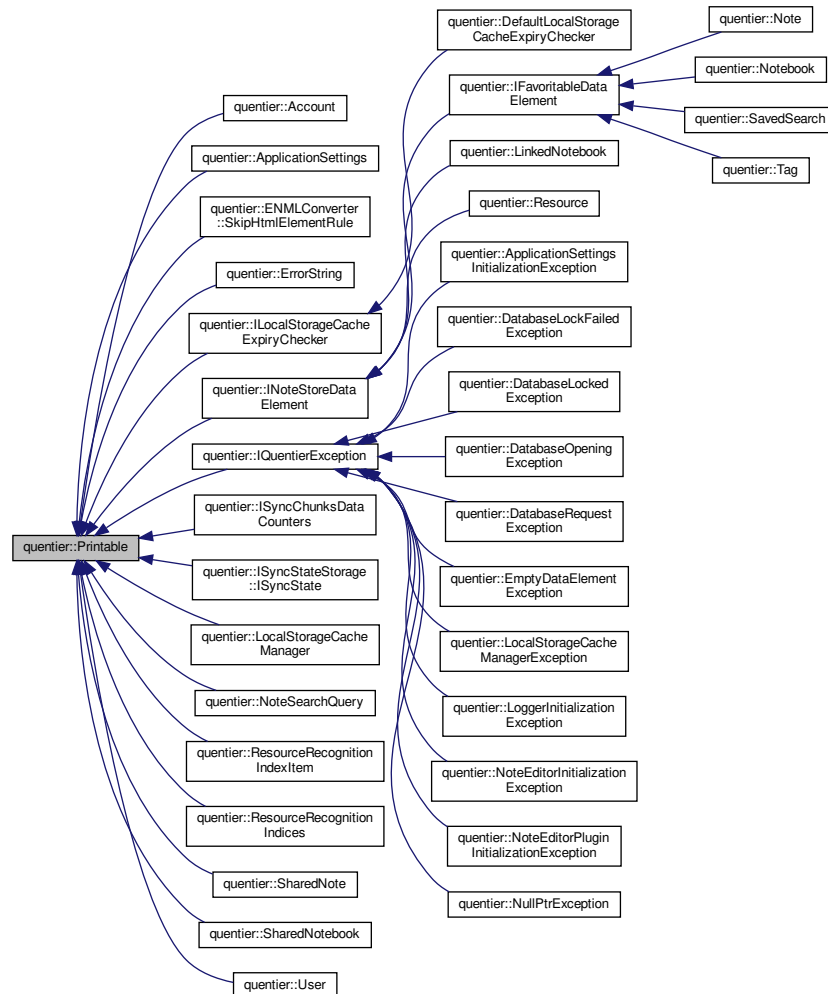 quentier::Printable
quentier::Account
quentier::ApplicationSettings
quentier::ENMLConverter
::SkipHtmlElementRule
quentier::ErrorString
quentier::ILocalStorageCache
ExpiryChecker
quentier::INoteStoreData
Element
quentier::IQuentierException
quentier::ISyncChunksData
Counters
quentier::ISyncStateStorage
::ISyncState
quentier::LocalStorageCache
Manager
quentier::NoteSearchQuery
quentier::ResourceRecognition
IndexItem
quentier::ResourceRecognition
Indices
quentier::SharedNote
quentier::SharedNotebook
quentier::User
quentier::DefaultLocalStorage
CacheExpiryChecker
quentier::IFavoritableData
Element
quentier::LinkedNotebook
quentier::Resource
quentier::ApplicationSettings
InitializationException
quentier::DatabaseLockFailed
Exception
quentier::DatabaseLocked
Exception
quentier::DatabaseOpening
Exception
quentier::DatabaseRequest
Exception
quentier::EmptyDataElement
Exception
quentier::LocalStorageCache
ManagerException
quentier::LoggerInitialization
Exception
quentier::NoteEditorInitialization
Exception
quentier::NoteEditorPlugin
InitializationException
quentier::NullPtrException
quentier::Note
quentier::Notebook
quentier::SavedSearch
quentier::Tag